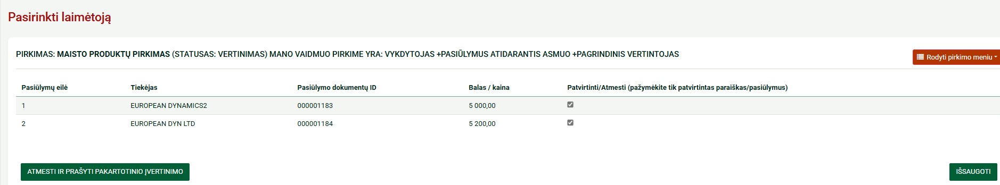 Pasirinkti laimėtoją
PIRKIMAS: MAISTO PRODUKTŲ PIRKIMAS (STATUSAS: VERTINIMAS) MANO VAIDMUO PIRKIME YRA: VYKDYTOJAS +PASIŪLYMUS ATIDARANTIS ASMUO +PAGRINDINIS VERTINTOJAS
Rodyti pirkimo meniu
Pasiūlymų eilė Tiekėjas Pasiūlymo dokumentų ID Balas / kaina Patvirtinti/Atmesti (pažymėkite tik patvirtintas paraiškas/pasiūlymus)
1 EUROPEAN DYNAMICS2 000001183 5 000,00
2 EUROPEAN DYN LTD 000001184 5 200,00
ATMESTI IR PRAŠYTI PAKARTOTINIO ĮVERTINIMO IŠSAUGOTI